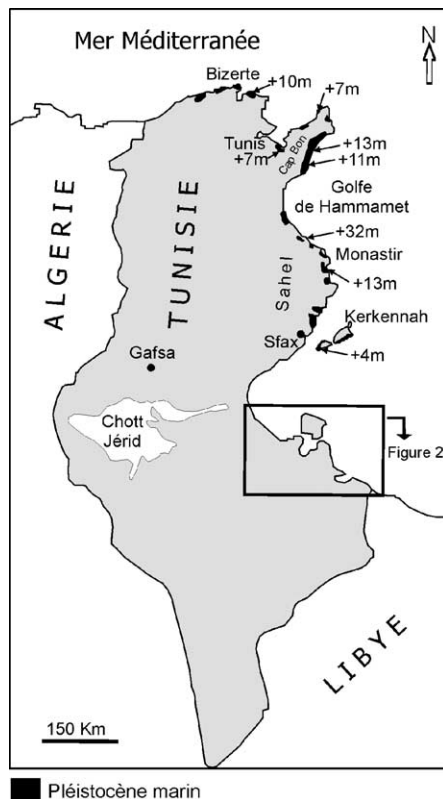 Mer Méditerranée
N
Bizerte
+7m
+10m
Tunis
+7m
Cap Bon
+13m
+11m
Golfe
de Hammamet
ALGERIE
TUNISIE
+32m
Monastir
Sahel
+13m
Kerkennah
Sfax
+4m
Gafsa
Chott
Jérid
Figure 2
LIBYE
150 Km
Pléistocène marin